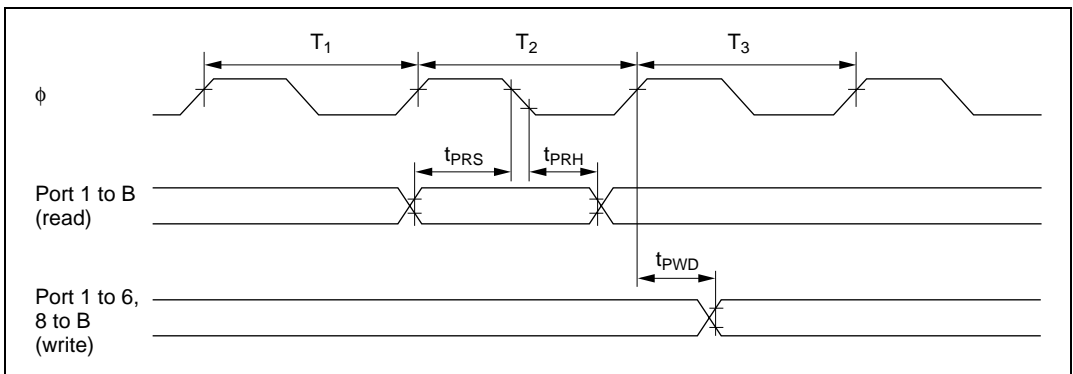 T1 T2 T3
ϕ
tPRS tPRH
Port 1 to B
(read)
tPWD
Port 1 to 6,
8 to B
(write)